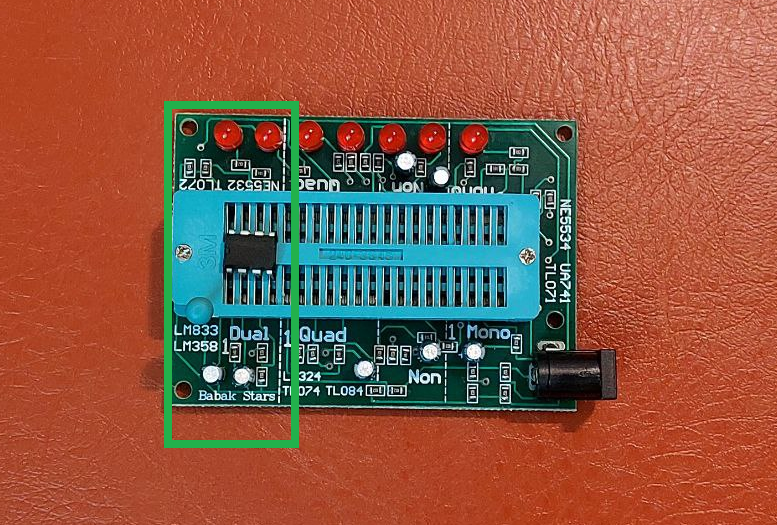 NE5532 TL072
Quad
Non
Mono
3M
NE5534 UA741
TL071
LM833
LM358
1 Dual
1 Quad
1 Mono
Non
TL074 TL084
Babak Stars